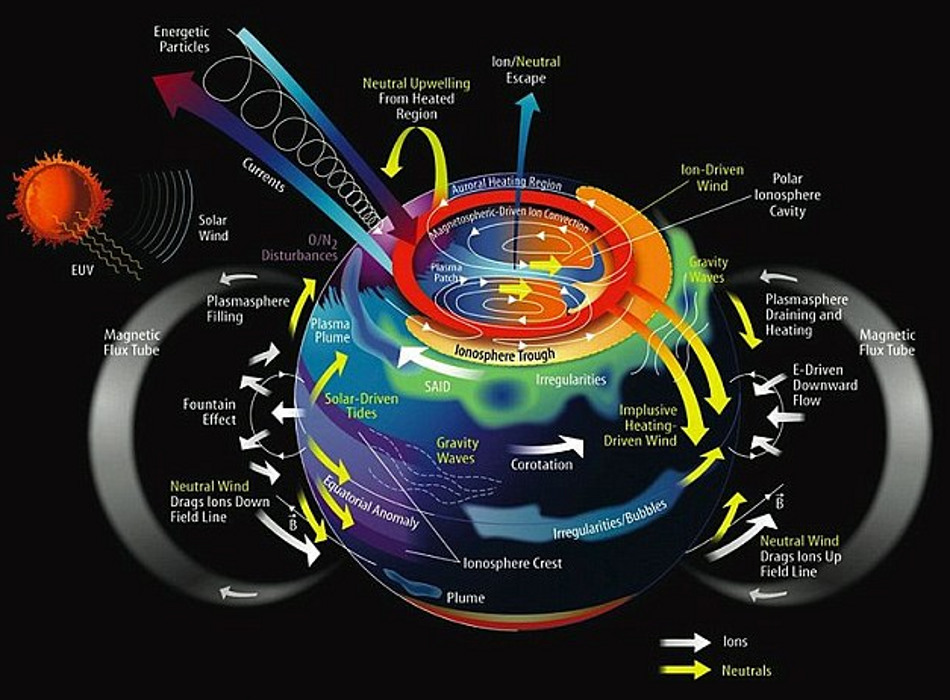 Energetic
Particles
Neutral Upwelling
From Heated
Region
Ion/Neutral
Escape
Currents
Auroral Heating Region
Magnetospheric-Driven Ion Convection
Ion-Driven
Wind
Polar
Ionosphere
Cavity
Solar
Wind
EUV
O/N2
Disturbances
Plasma
Patch
Gravity
Waves
Plasmasphere
Filling
Plasmasphere
Draining and
Heating
Magnetic
Flux Tube
Magnetic
Flux Tube
Plasma
Plume
Ionosphere Trough
SAID
Irregularities
E-Driven
Downward
Flow
Fountain
Effect
Solar-Driven
Tides
Implusive
Heating-
Driven Wind
Gravity
Waves
Corotation
Neutral Wind
Drags Ions Down
Field Line
B
Equatorial Anomaly
Irregularities/Bubbles
B
Neutral Wind
Drags Ions Up
Field Line
Ionosphere Crest
Plume
Ions
Neutrals